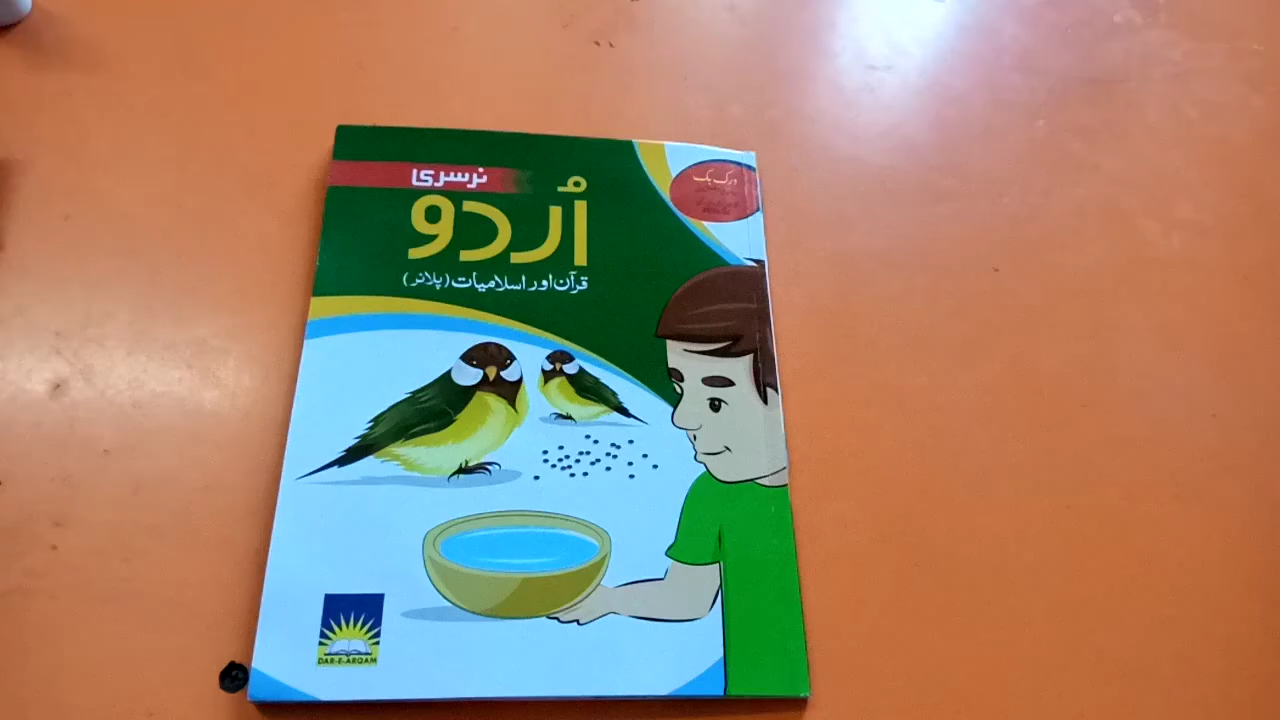 نرسری
اُردو
قرآن اور اسلامیات (پلانر)
ورک بک
DAR-E-ARQAM